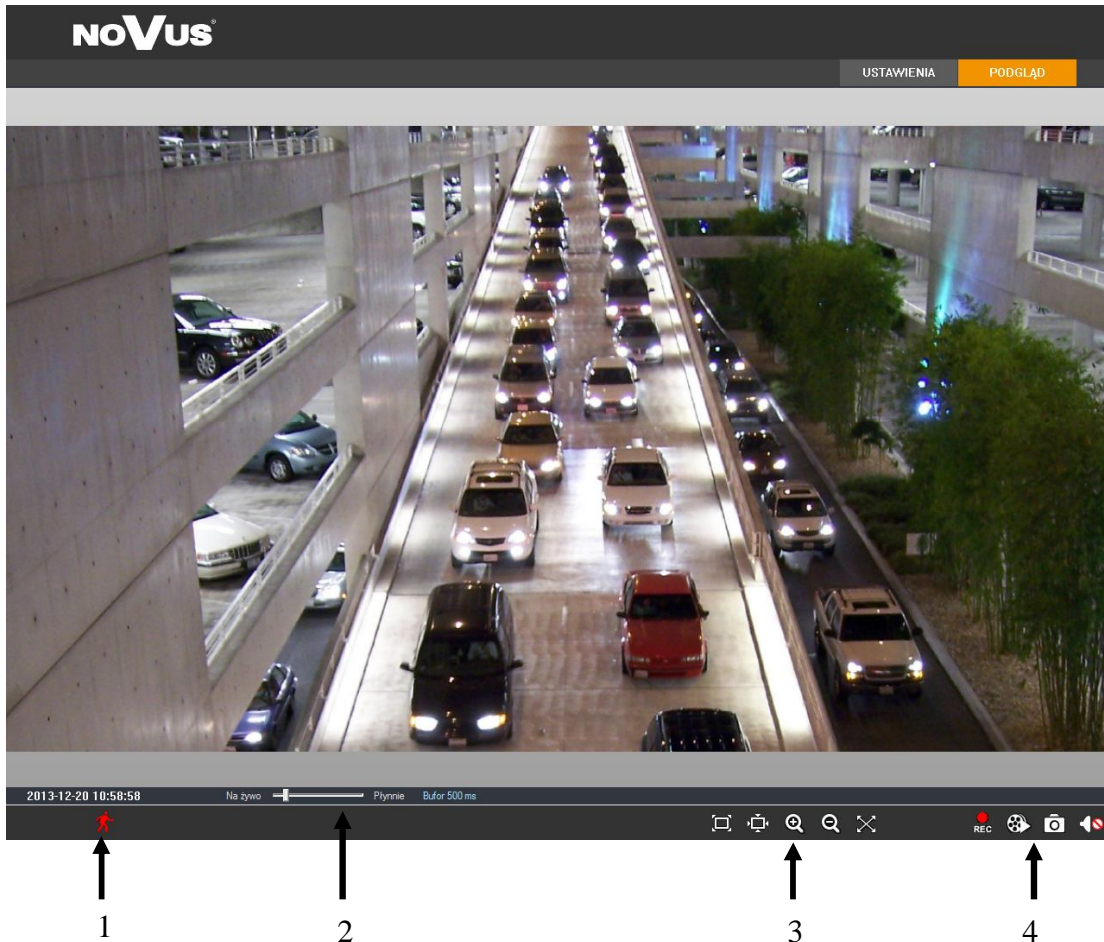 NOVUS®
USTAWIENIA PODGLĄD
2013-12-20 10:58:58 Na żywo Płynnie Bufor 500 ms
REC
1 2 3 4